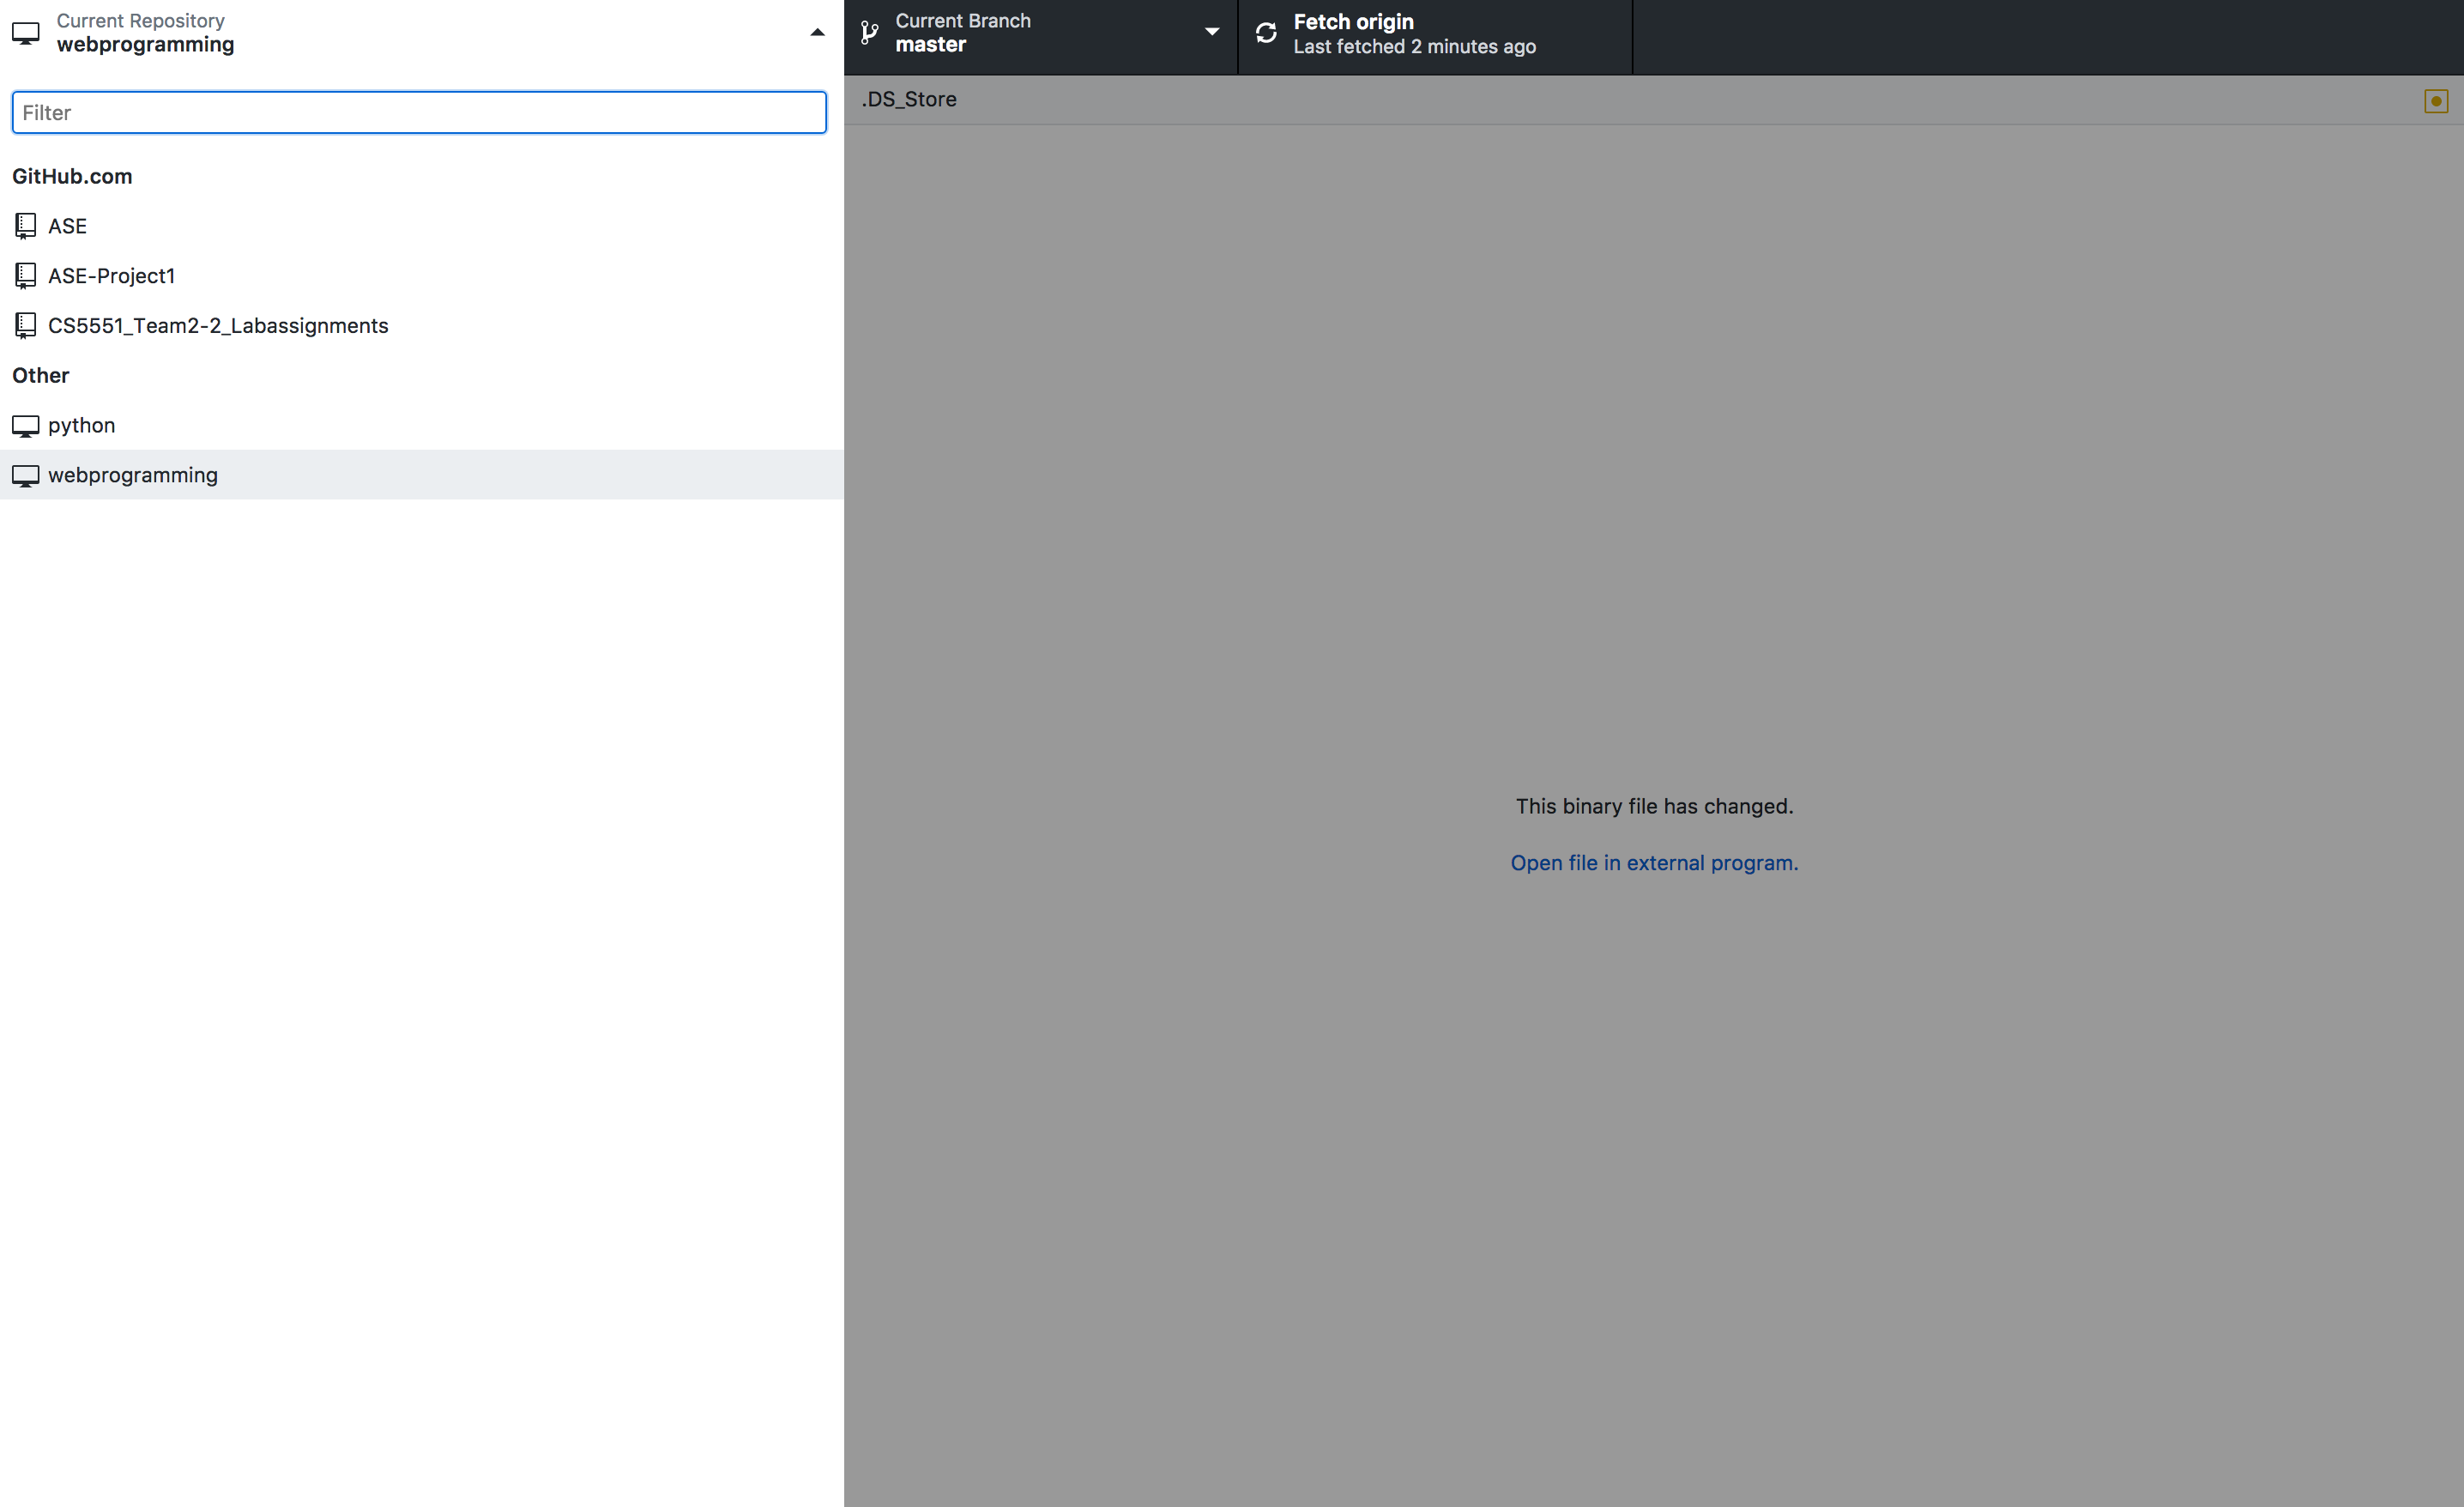 Current Repository
webprogramming
Filter
GitHub.com
ASE
ASE-Project1
CS5551_Team2-2_Labassignments
Other
python
webprogramming
Current Branch
master
Fetch origin
Last fetched 2 minutes ago
.DS_Store
This binary file has changed.
Open file in external program.